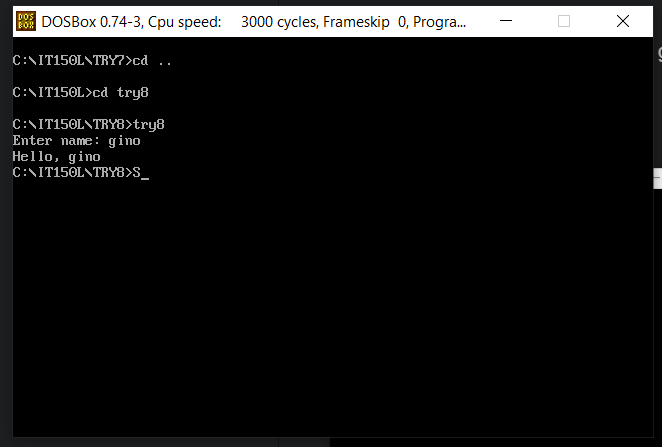 DOS
BOX
DOSBox 0.74-3, Cpu speed: 3000 cycles, Frameskip 0, Progra...
C:\IT150L\TRY7>cd ..
C:\IT150L>cd try8
C:\IT150L\TRY8>try8
Enter name: gino
Hello, gino
C:\IT150L\TRY8>S_